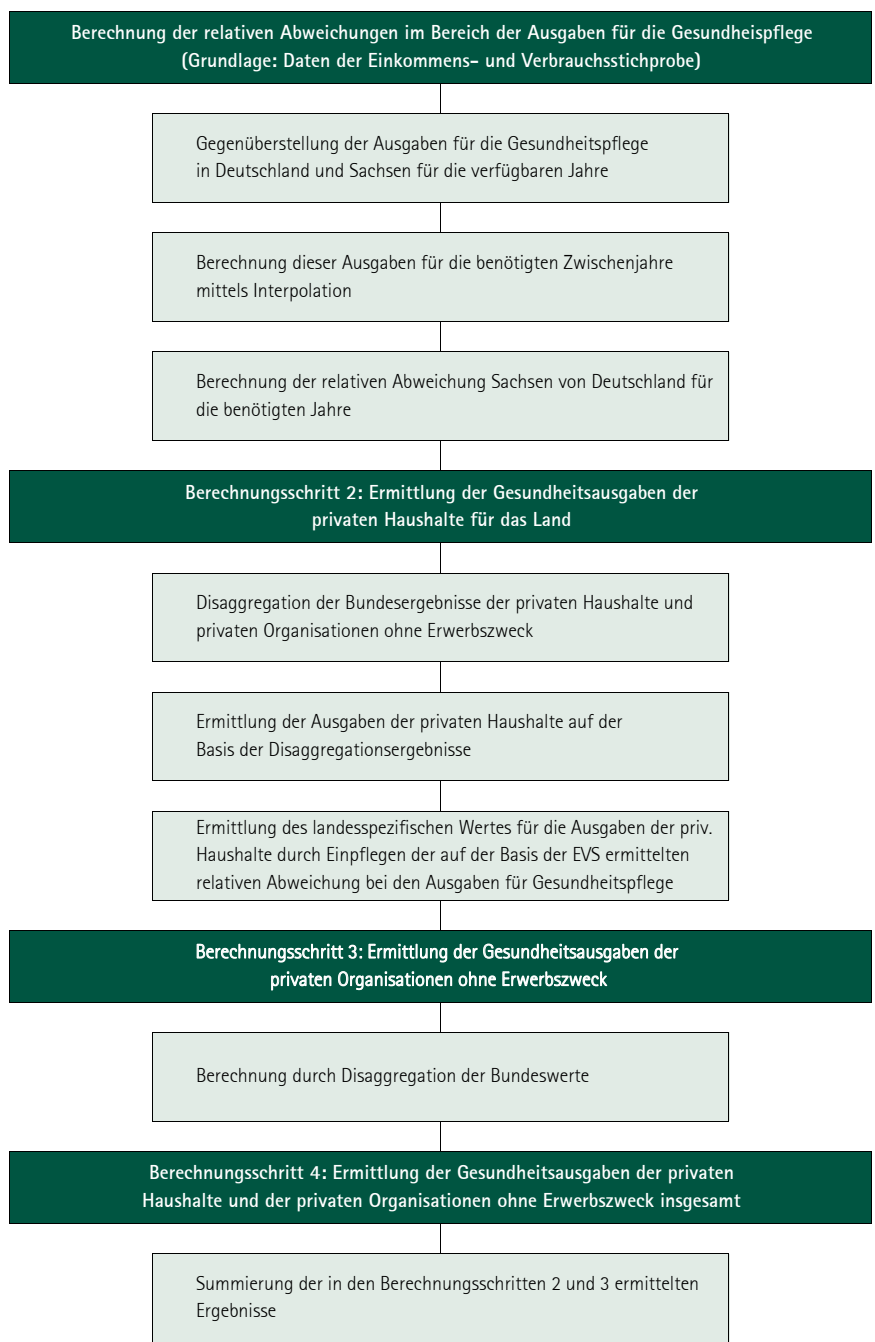 Berechnung der relativen Abweichungen im Bereich der Ausgaben für die Gesundheispflege
(Grundlage: Daten der Einkommens- und Verbrauchsstichprobe)
Gegenüberstellung der Ausgaben für die Gesundheitspflege
in Deutschland und Sachsen für die verfügbaren Jahre
Berechnung dieser Ausgaben für die benötigten Zwischenjahre
mittels Interpolation
Berechnung der relativen Abweichung Sachsen von Deutschland für
die benötigten Jahre
Berechnungsschritt 2: Ermittlung der Gesundheitsausgaben der
privaten Haushalte für das Land
Disaggregation der Bundesergebnisse der privaten Haushalte und
privaten Organisationen ohne Erwerbszweck
Ermittlung der Ausgaben der privaten Haushalte auf der
Basis der Disaggregationsergebnisse
Ermittlung des landesspezifischen Wertes für die Ausgaben der priv.
Haushalte durch Einpflegen der auf der Basis der EVS ermittelten
relativen Abweichung bei den Ausgaben für Gesundheitspflege
Berechnungsschritt 3: Ermittlung der Gesundheitsausgaben der
privaten Organisationen ohne Erwerbszweck
Berechnung durch Disaggregation der Bundeswerte
Berechnungsschritt 4: Ermittlung der Gesundheitsausgaben der privaten
Haushalte und der privaten Organisationen ohne Erwerbszweck insgesamt
Summierung der in den Berechnungsschritten 2 und 3 ermittelten
Ergebnisse